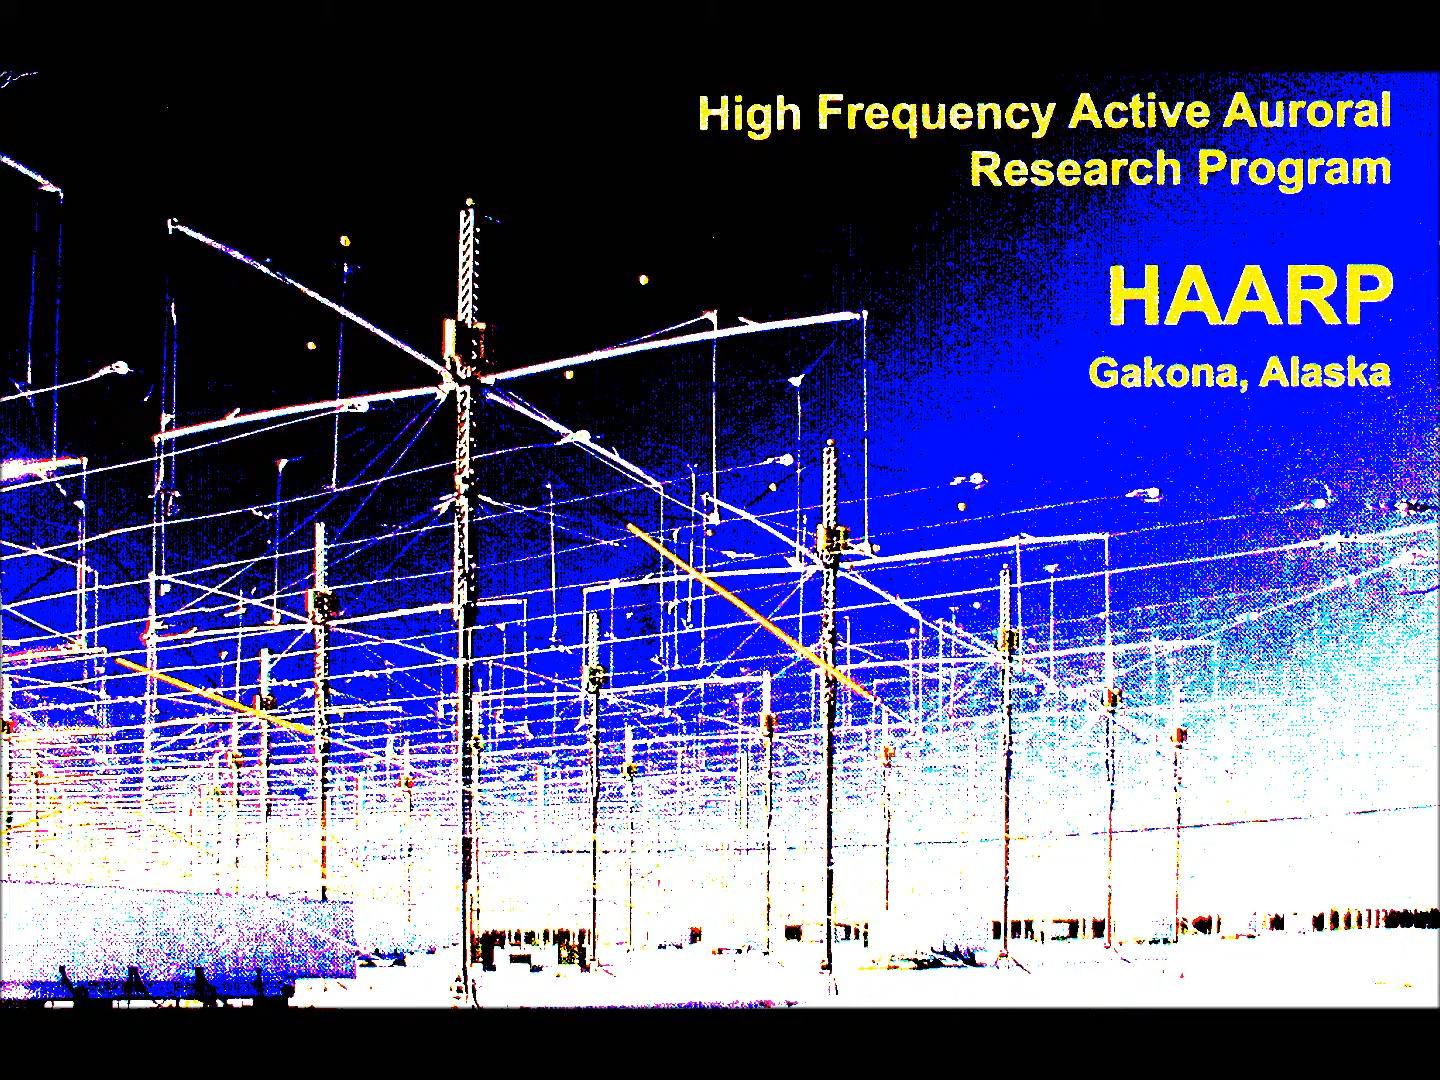 High Frequency Active Auroral
Research Program
HAARP
Gakona, Alaska